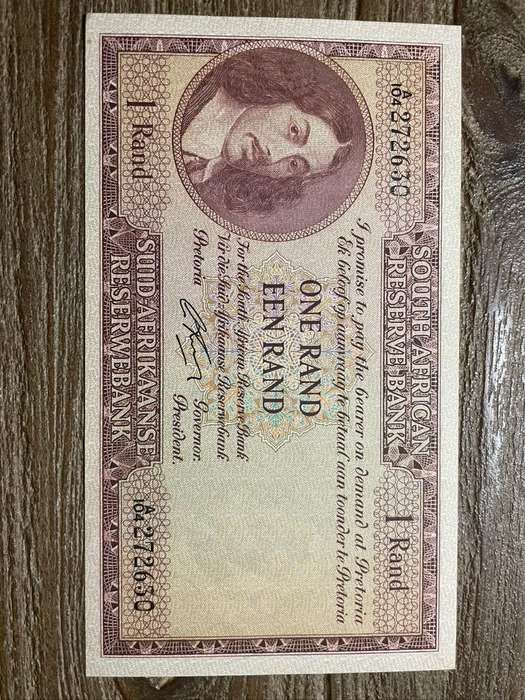 A/104 272630
SOUTH AFRICAN
RESERVE BANK
1 Rand
I promise to pay the bearer on demand at Pretoria
Ek beloof op aanvraag te betaal aan toonder te Pretoria
ONE RAND
EEN RAND
For the South African Reserve Bank
Vir die Suid-Afrikaanse Reserwebank
Pretoria
Governor.
President.
1 Rand
SUID-AFRIKAANSE
RESERWEBANK
A/104 272630